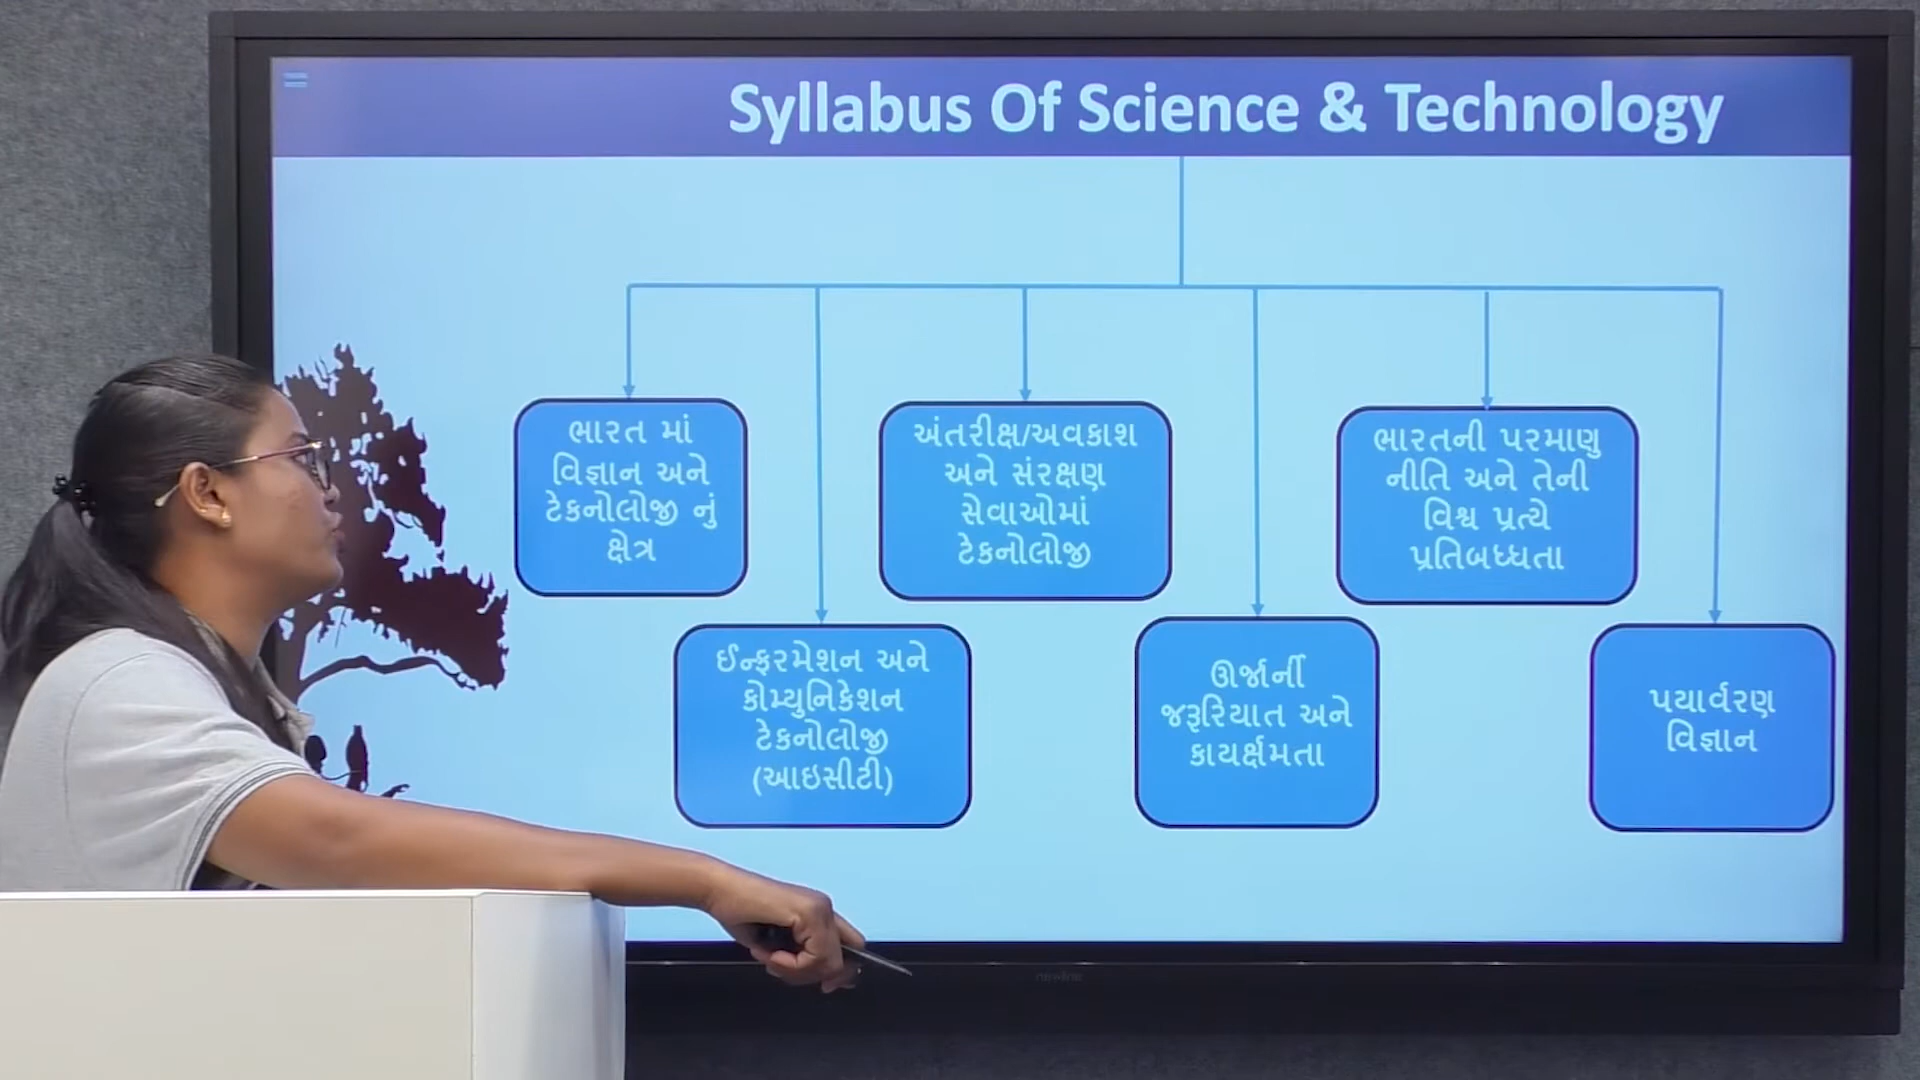 Syllabus Of Science & Technology
ભારત માં
વિજ્ઞાન અને
ટેકનોલોજી નું
ક્ષેત્ર
ઈન્ફરમેશન અને
કોમ્યુનિકેશન
ટેકનોલોજી
(આઇસીટી)
અંતરીક્ષ/અવકાશ
અને સંરક્ષણ
સેવાઓમાં
ટેકનોલોજી
ઊર્જાની
જરૂરિયાત અને
કાયર્ક્ષમતા
ભારતની પરમાણુ
નીતિ અને તેની
વિશ્વ પ્રત્યે
પ્રતિબધ્ધતા
પયાર્વરણ
વિજ્ઞાન